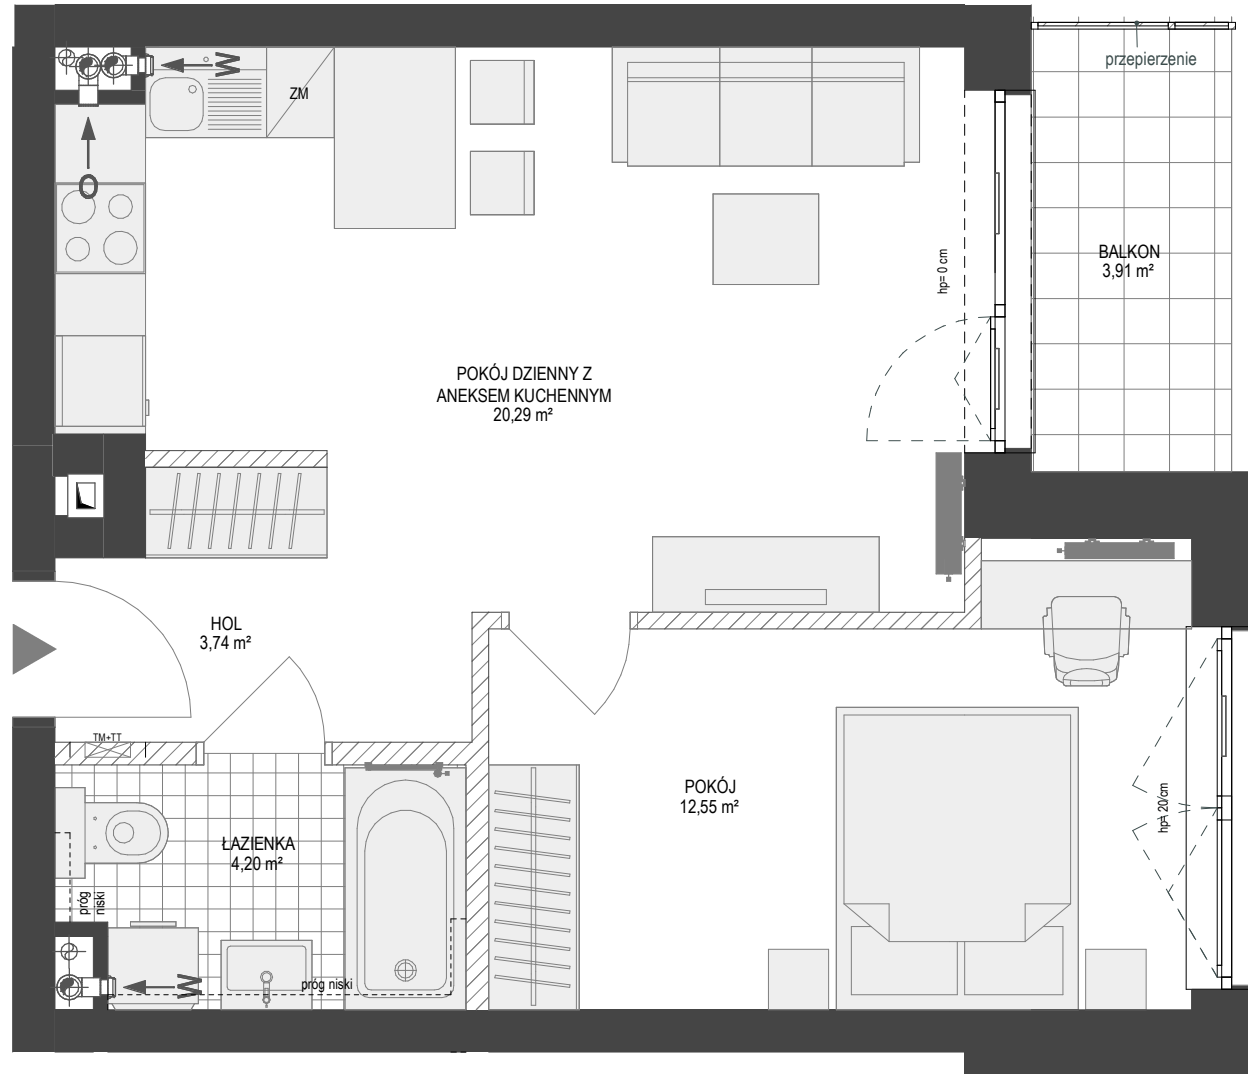 przepierzenie
W
ZM
O
BALKON
3,91 m²
hp= 0 cm
POKÓJ DZIENNY Z
ANEKSEM KUCHENNYM
20,29 m²
HOL
3,74 m²
TM+TT
POKÓJ
12,55 m²
hp= 20 cm
ŁAZIENKA
4,20 m²
próg
niski
W
próg niski